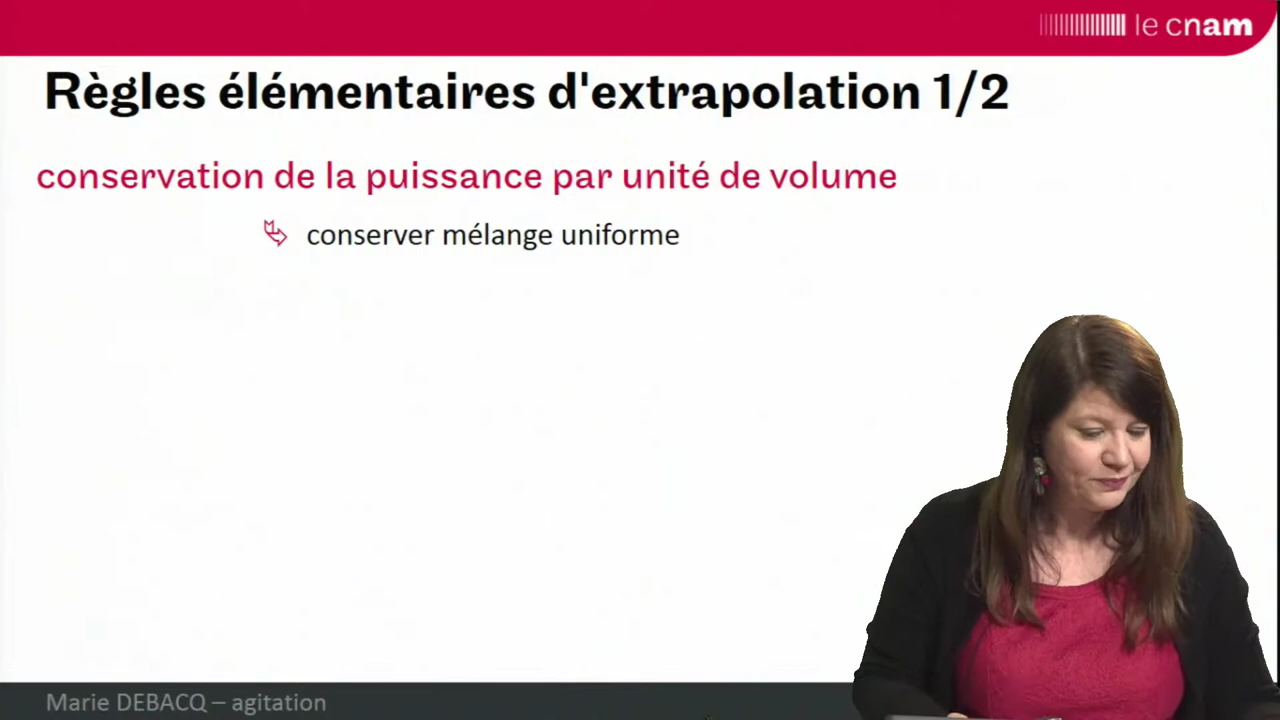 le cnam
Règles élémentaires d'extrapolation 1/2
conservation de la puissance par unité de volume
conserver mélange uniforme
Marie DEBACQ – agitation